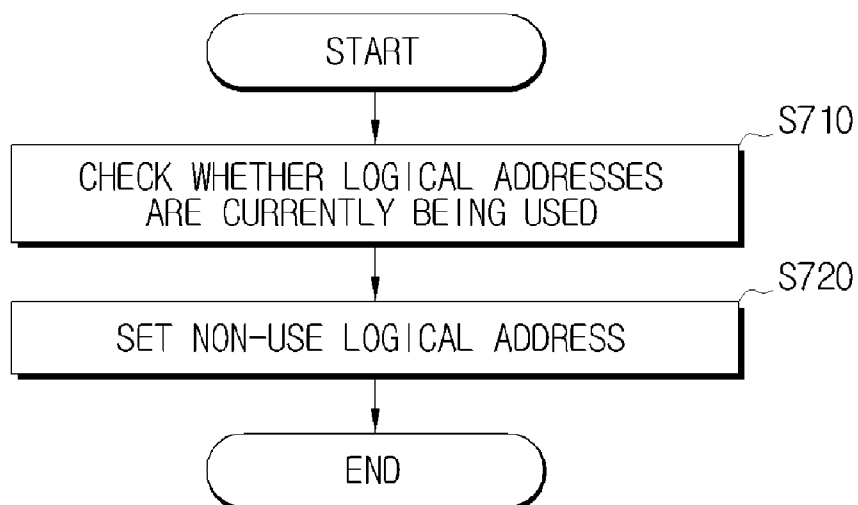 START
S710
CHECK WHETHER LOGICAL ADDRESSES
ARE CURRENTLY BEING USED
S720
SET NON-USE LOGICAL ADDRESS
END